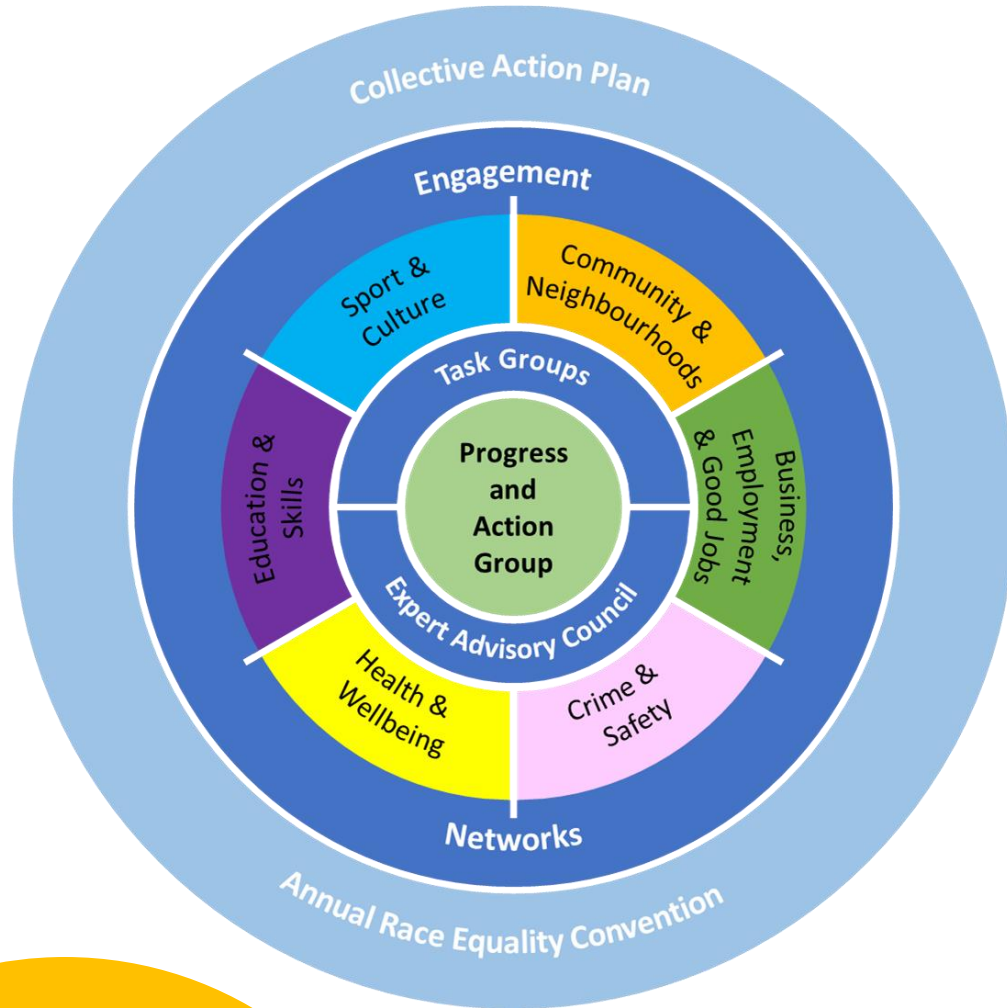 Collective Action Plan
Engagement
Sport &
Culture
Community &
Neighbourhoods
Task Groups
Education &
Skills
Progress
and
Action
Group
Business,
Employment
& Good Jobs
Expert Advisory Council
Health &
Wellbeing
Crime &
Safety
Networks
Annual Race Equality Convention